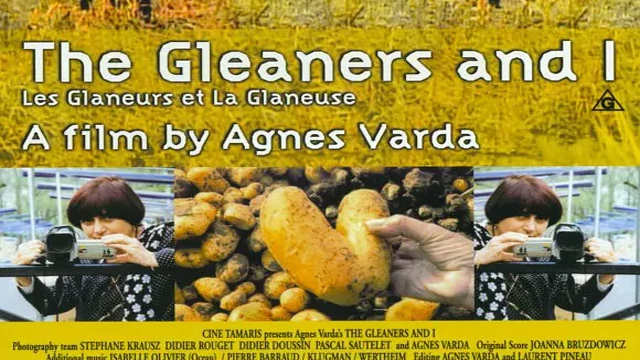 The Gleaners and I
Les Glaneurs et La Glaneuse
G
A film by Agnes Varda
CINE TAMARIS presents Agnes Varda's THE GLEANERS AND I
Photography team STEPHANE KRAUSZ DIDIER ROUGET DIDIER DOUSSIN PASCAL SAUTELET and AGNES VARDA Original Score JOANNA BRUZDOWICZ
Additional music ISABELLE OLIVIER (Ocean) / PIERRE BARRAUD / KLUGMAN / WERTHEIM Editing AGNES VARDA and LAURENT PINEAU